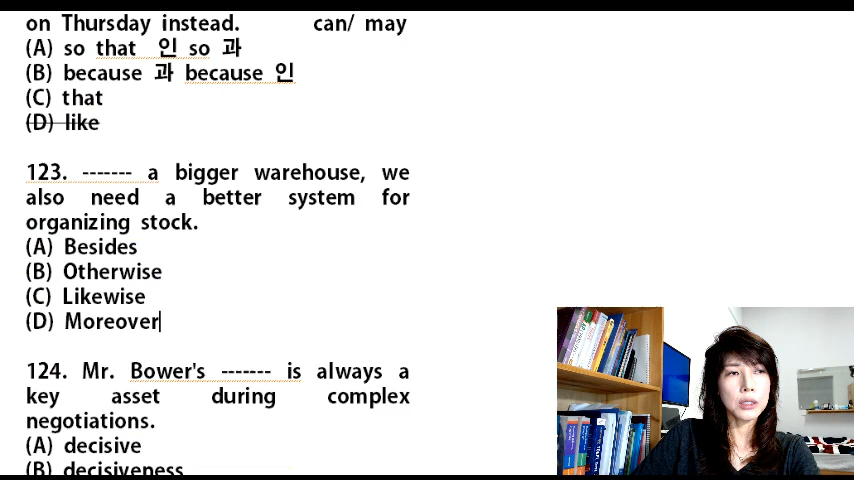 on Thursday instead. can/ may
(A) so that 인 so 과
(B) because 과 because 인
(C) that
(D) like
123. ------- a bigger warehouse, we
also need a better system for
organizing stock.
(A) Besides
(B) Otherwise
(C) Likewise
(D) Moreover
124. Mr. Bower's ------- is always a
key asset during complex
negotiations.
(A) decisive
(B) decisiveness